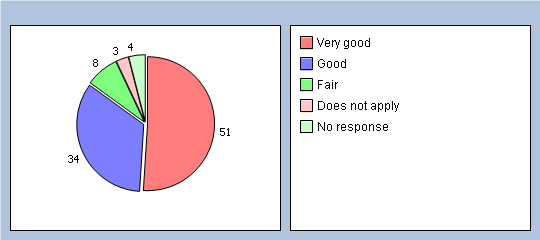 4
3
8
51
34
Very good
Good
Fair
Does not apply
No response